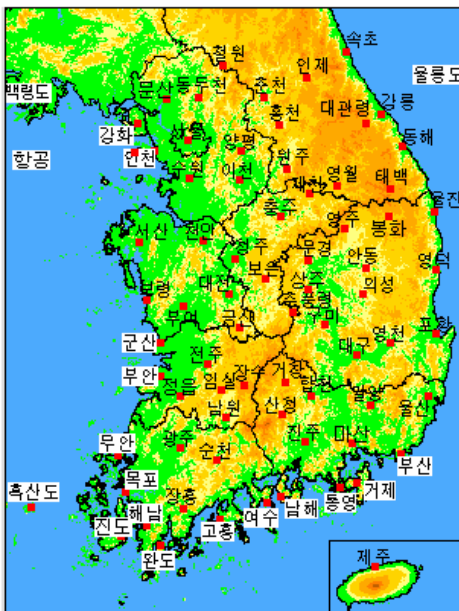 속초
철원
인제
울릉도
백령도
문산
동두천
춘천
강릉
강화
홍천
대관령
서울
동해
항공
인천
양평
수원
이천
원주
영월
제천
태백
울진
충주
영주
봉화
서산
천안
청주
문경
안동
영덕
보은
보령
대전
상주
의성
부여
추풍령
구미
포항
군산
금산
영천
전주
대구
부안
정읍
임실
장수
거창
합천
밀양
울산
남원
산청
광주
순천
진주
마산
무안
부산
흑산도
목포
거제
통영
해남
장흥
여수
남해
진도
고흥
완도
제주